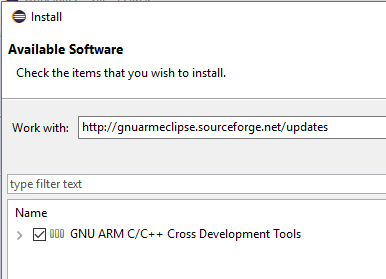 Install
Available Software
Check the items that you wish to install.
Work with: http://gnuarmeclipse.sourceforge.net/updates
type filter text
Name
GNU ARM C/C++ Cross Development Tools